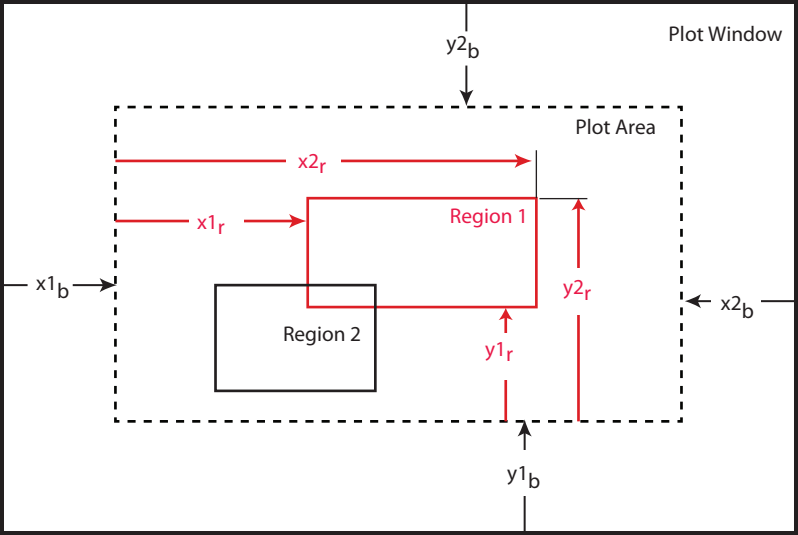 Plot Window
y2b
Plot Area
x2r
x1r
Region 1
x1b
y2r
x2b
Region 2
y1r
y1b